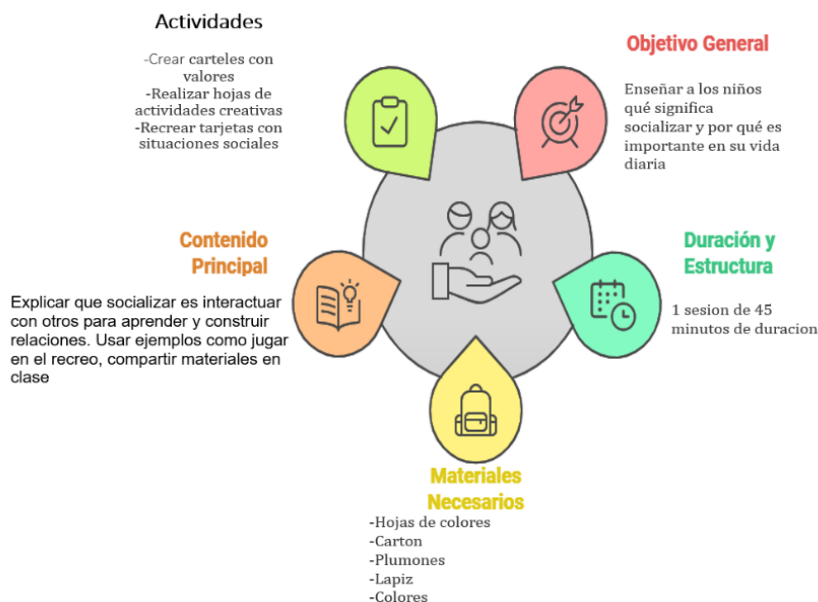 Actividades
-Crear carteles con
valores
-Realizar hojas de
actividades creativas
-Recrear tarjetas con
situaciones sociales
Objetivo General
Enseñar a los niños
qué significa
socializar y por qué es
importante en su vida
diaria
Contenido
Principal
Explicar que socializar es interactuar
con otros para aprender y construir
relaciones. Usar ejemplos como jugar
en el recreo, compartir materiales en
clase
Duración y
Estructura
1 sesion de 45
minutos de duracion
Materiales
Necesarios
-Hojas de colores
-Carton
-Plumones
-Lapiz
-Colores